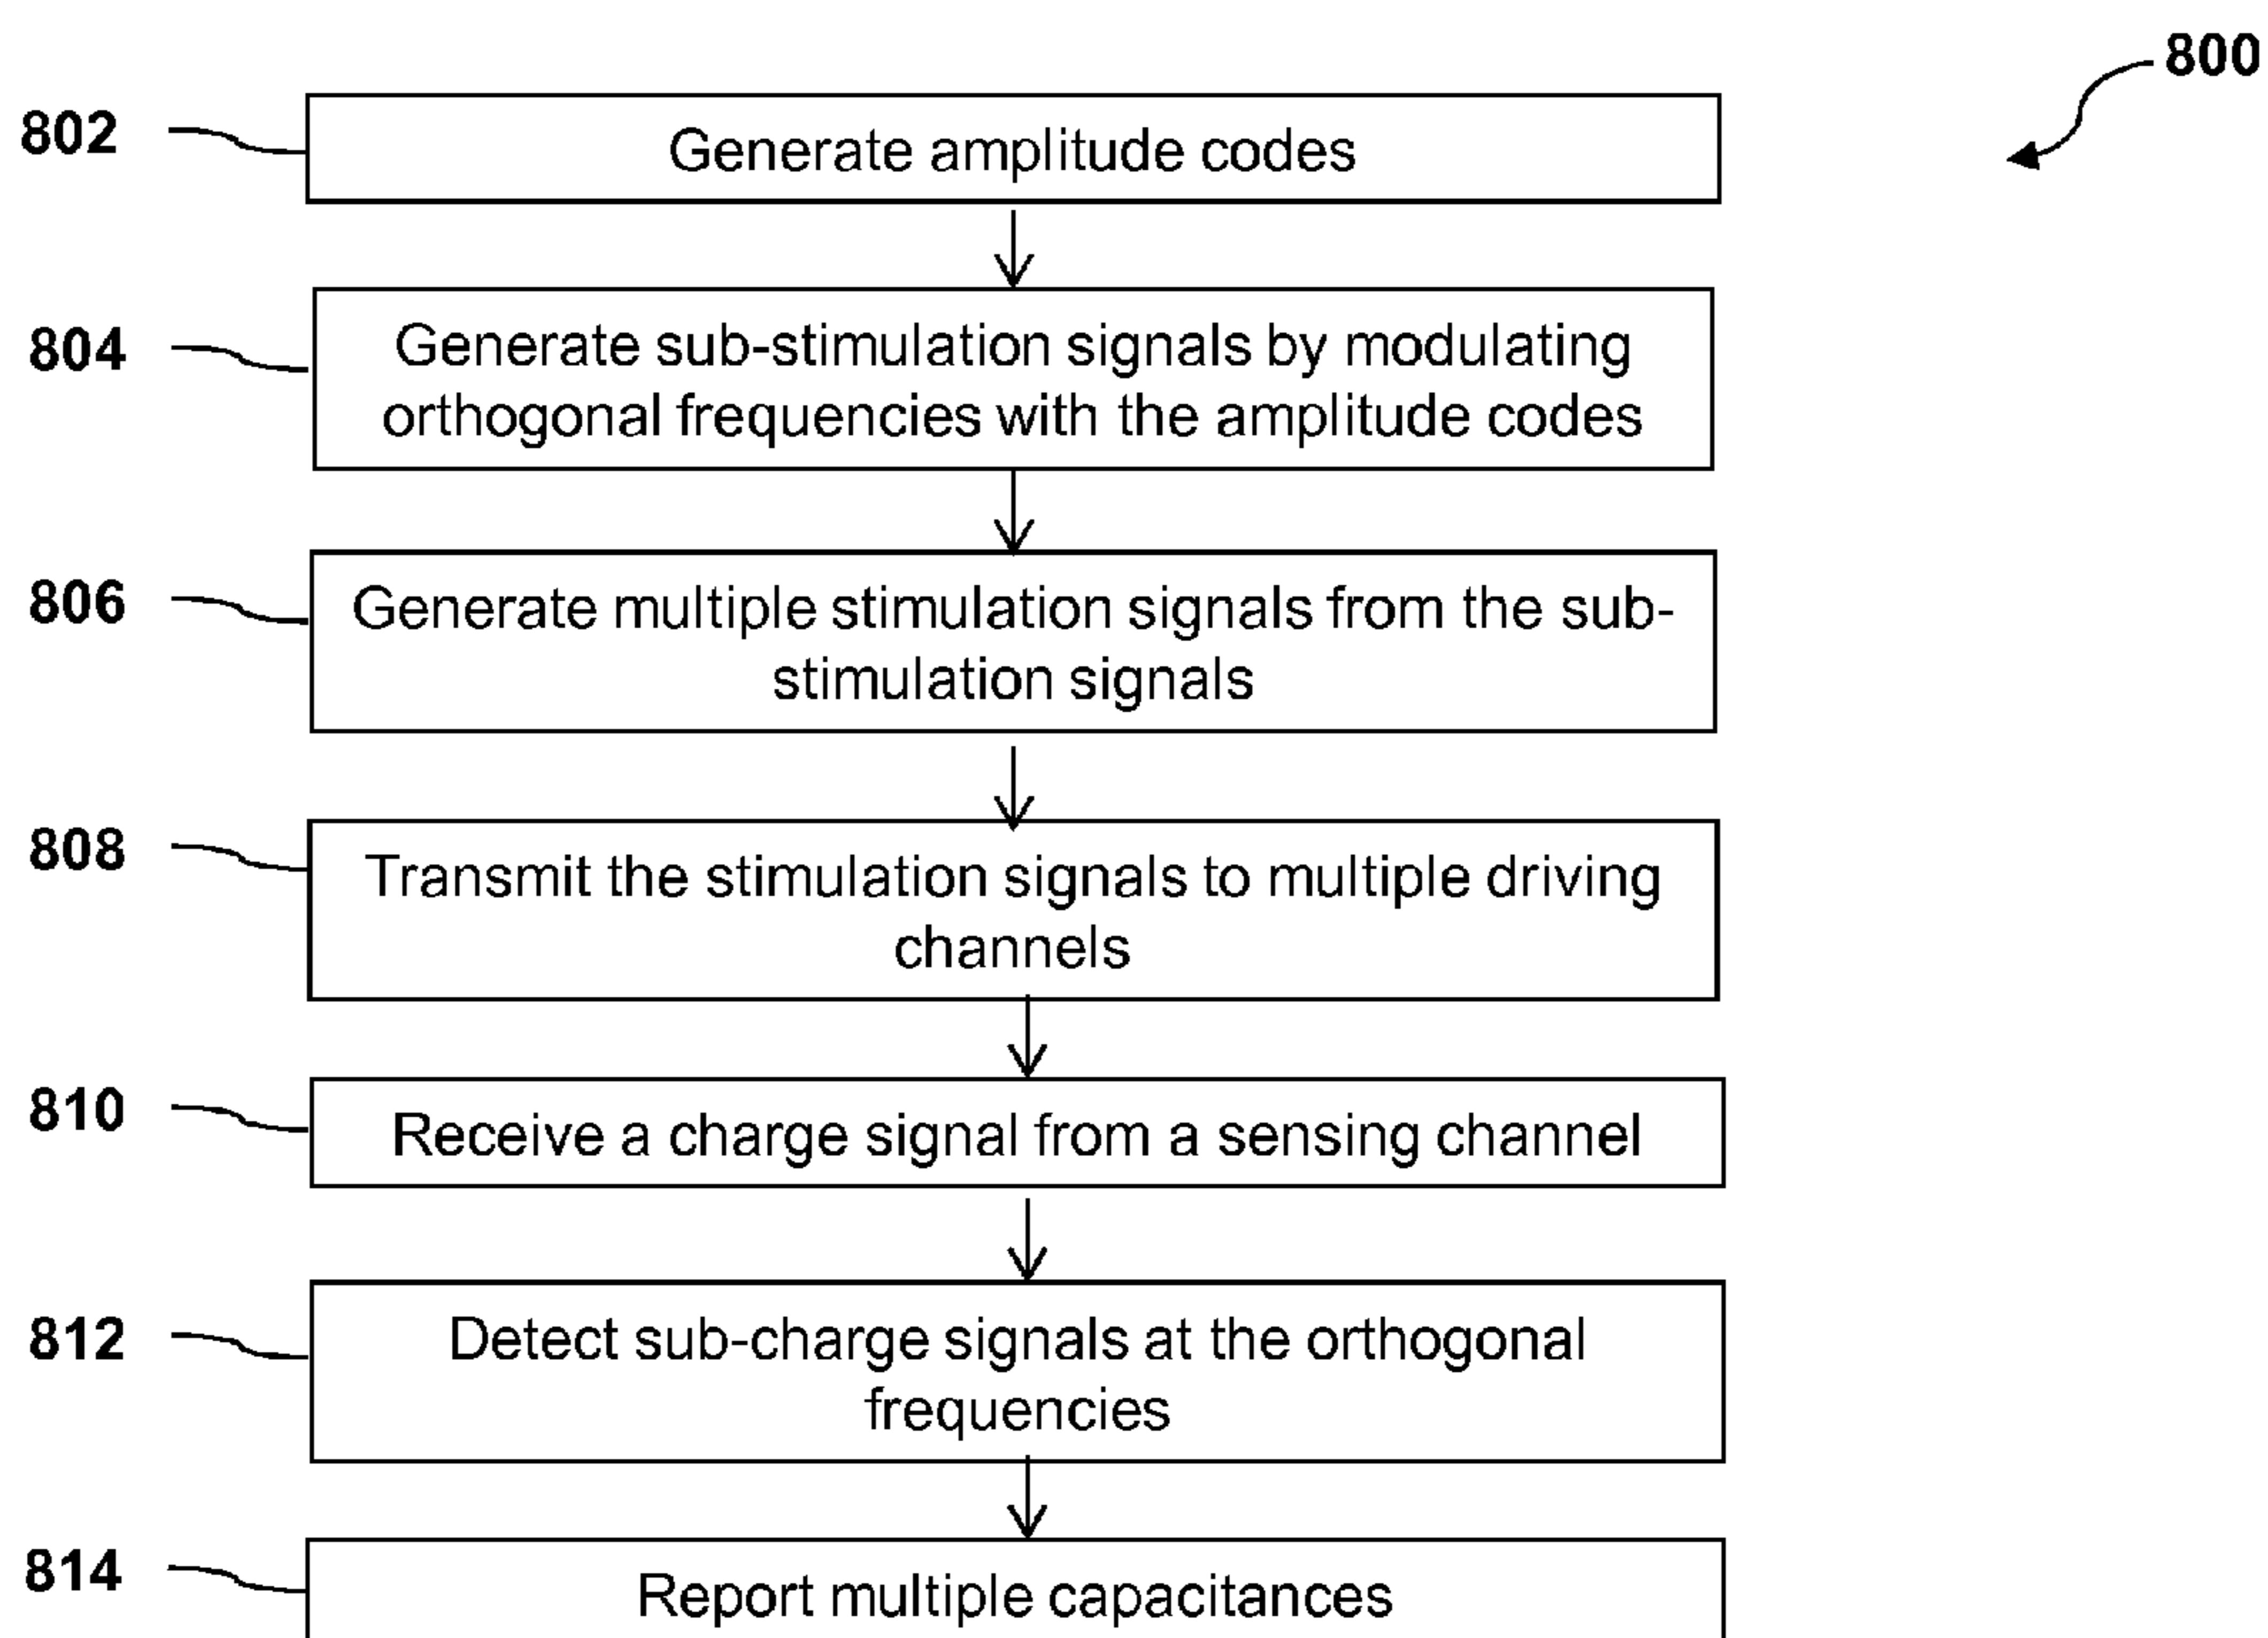 800
802
Generate amplitude codes
804
Generate sub-stimulation signals by modulating
orthogonal frequencies with the amplitude codes
806
Generate multiple stimulation signals from the sub-
stimulation signals
808
Transmit the stimulation signals to multiple driving
channels
810
Receive a charge signal from a sensing channel
812
Detect sub-charge signals at the orthogonal
frequencies
814
Report multiple capacitances